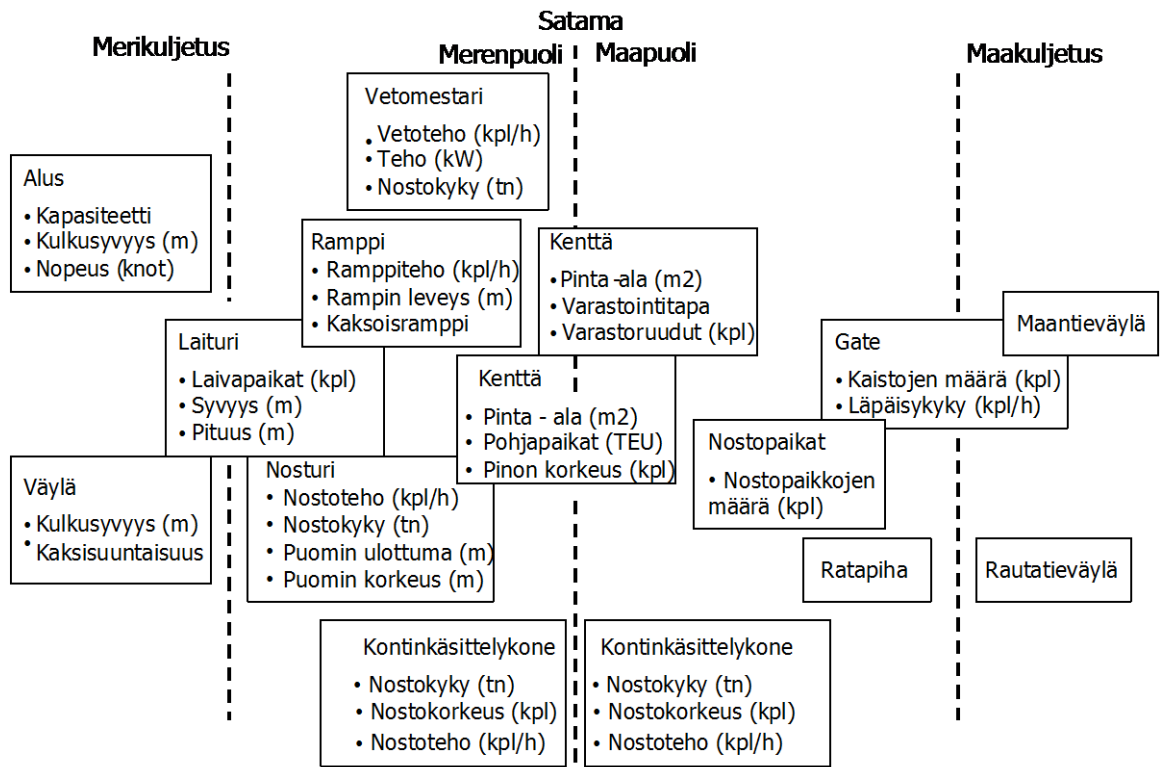 Satama
Merikuljetus
Merenpuoli
Maapuoli
Maakuljetus
Vetomestari
• Vetoteho (kpl/h)
• Teho (kW)
• Nostokyky (tn)
Alus
• Kapasiteetti
• Kulkusyvyys (m)
• Nopeus (knot)
Ramppi
• Ramppiteho (kpl/h)
• Rampin leveys (m)
• Kaksoisramppi
Kenttä
• Pinta-ala (m2)
• Varastointitapa
• Varastoruudut (kpl)
Maantieväylä
Laituri
• Laivapaikat (kpl)
• Syvyys (m)
• Pituus (m)
Kenttä
• Pinta - ala (m2)
• Pohjapaikat (TEU)
• Pinon korkeus (kpl)
Gate
• Kaistojen määrä (kpl)
• Läpäisykyky (kpl/h)
Nostopaikat
• Nostopaikkojen
määrä (kpl)
Väylä
• Kulkusyvyys (m)
• Kaksisuuntaisuus
Nosturi
• Nostoteho (kpl/h)
• Nostokyky (tn)
• Puomin ulottuma (m)
• Puomin korkeus (m)
Ratapiha
Rautatieväylä
Kontinkäsittelykone
• Nostokyky (tn)
• Nostokorkeus (kpl)
• Nostoteho (kpl/h)
Kontinkäsittelykone
• Nostokyky (tn)
• Nostokorkeus (kpl)
• Nostoteho (kpl/h)